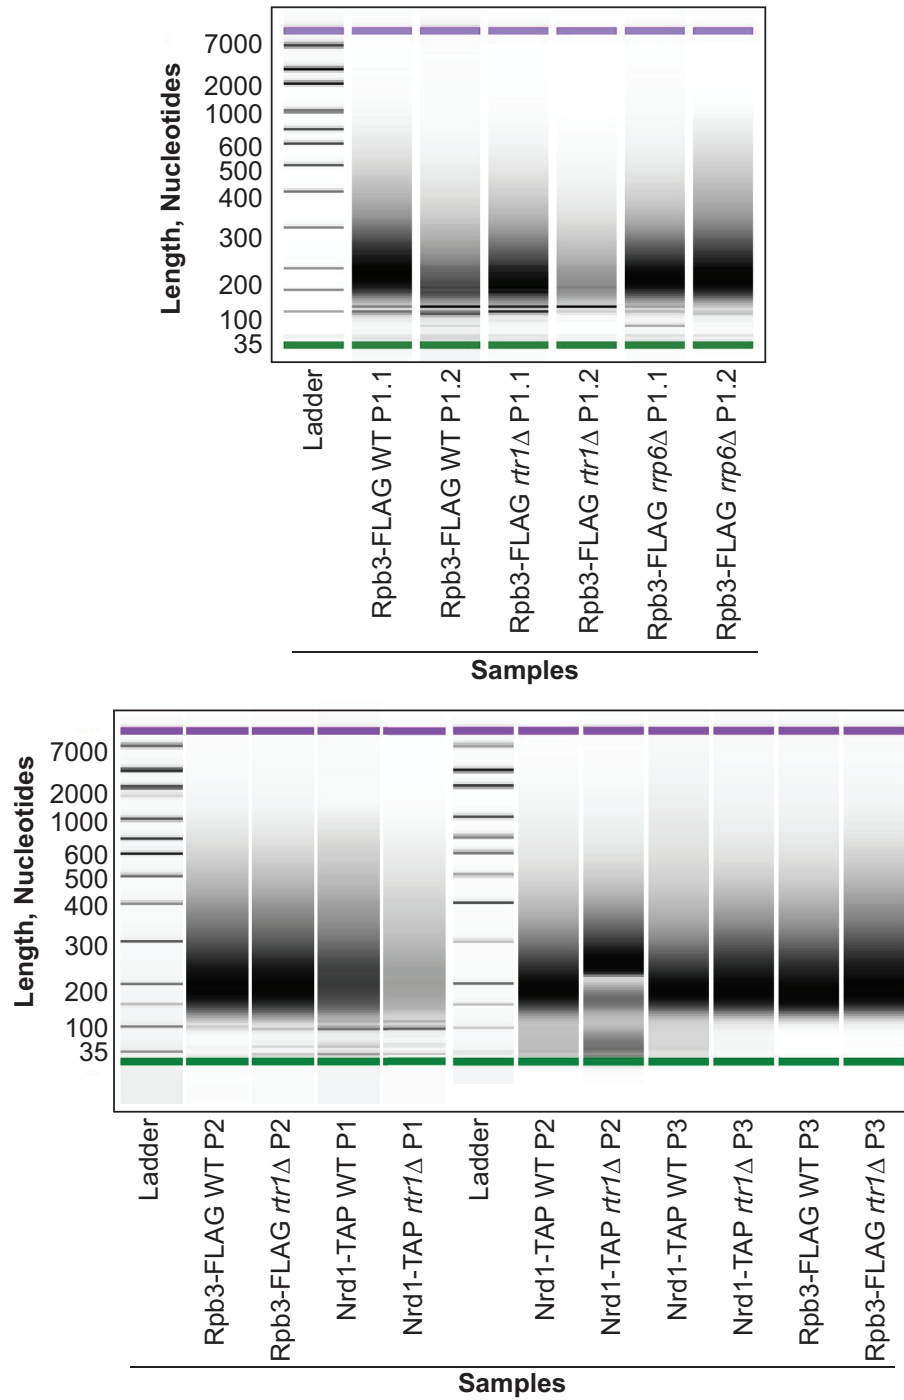 Length, Nucleotides
7000
2000
1000
600
500
400
300
200
100
35
Ladder
Rpb3-FLAG WT P1.1
Rpb3-FLAG WT P1.2
Rpb3-FLAG rtr1Δ P1.1
Rpb3-FLAG rtr1Δ P1.2
Rpb3-FLAG rrp6Δ P1.1
Rpb3-FLAG rrp6Δ P1.2
Samples
Length, Nucleotides
7000
2000
1000
600
500
400
300
200
100
35
Ladder
Rpb3-FLAG WT P2
Rpb3-FLAG rtr1Δ P2
Nrd1-TAP WT P1
Nrd1-TAP rtr1Δ P1
Ladder
Nrd1-TAP WT P2
Nrd1-TAP rtr1Δ P2
Nrd1-TAP WT P3
Nrd1-TAP rtr1Δ P3
Rpb3-FLAG WT P3
Rpb3-FLAG rtr1Δ P3
Samples